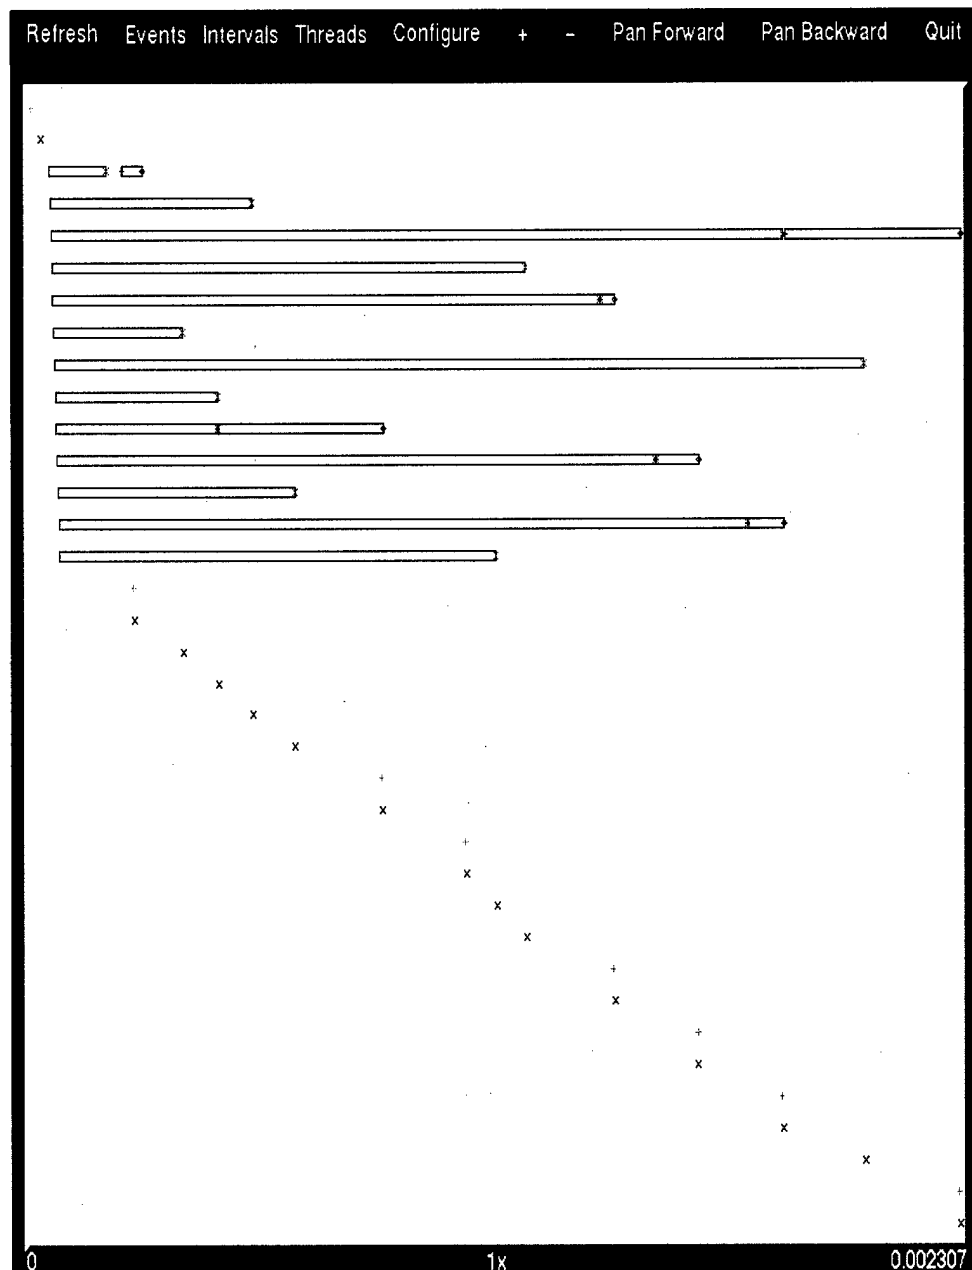 Refresh Events Intervals Threads Configure + - Pan Forward Pan Backward Quit
0 1x 0.002307